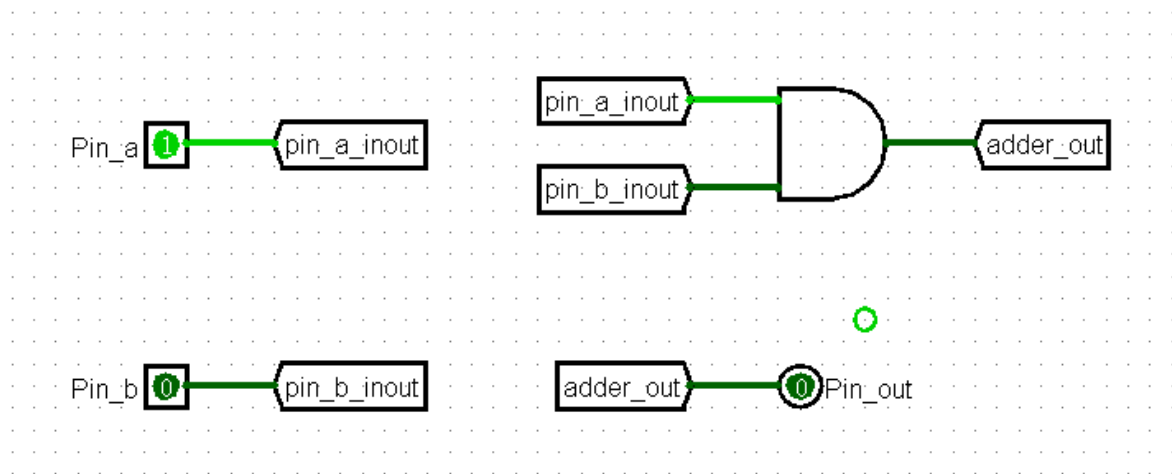 pin_a_inout
Pin_a 1 pin_a_inout adder_out
pin_b_inout
Pin_b 0 pin_b_inout adder_out 0 Pin_out